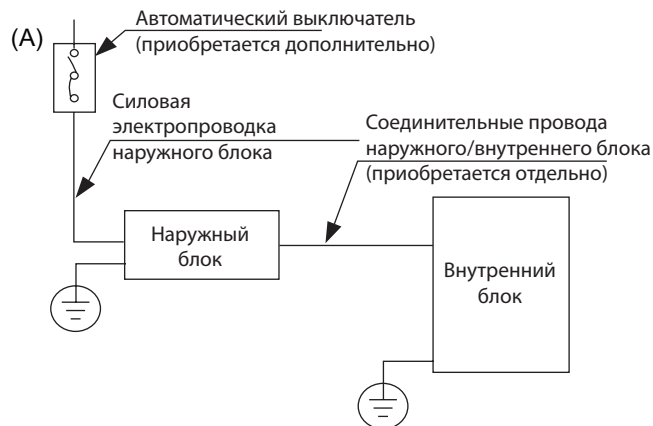 (A)
Автоматический выключатель
(приобретается дополнительно)
Силовая
электропроводка
наружного блока
Соединительные провода
наружного/внутреннего блока
(приобретается отдельно)
Наружный
блок
Внутренний
блок